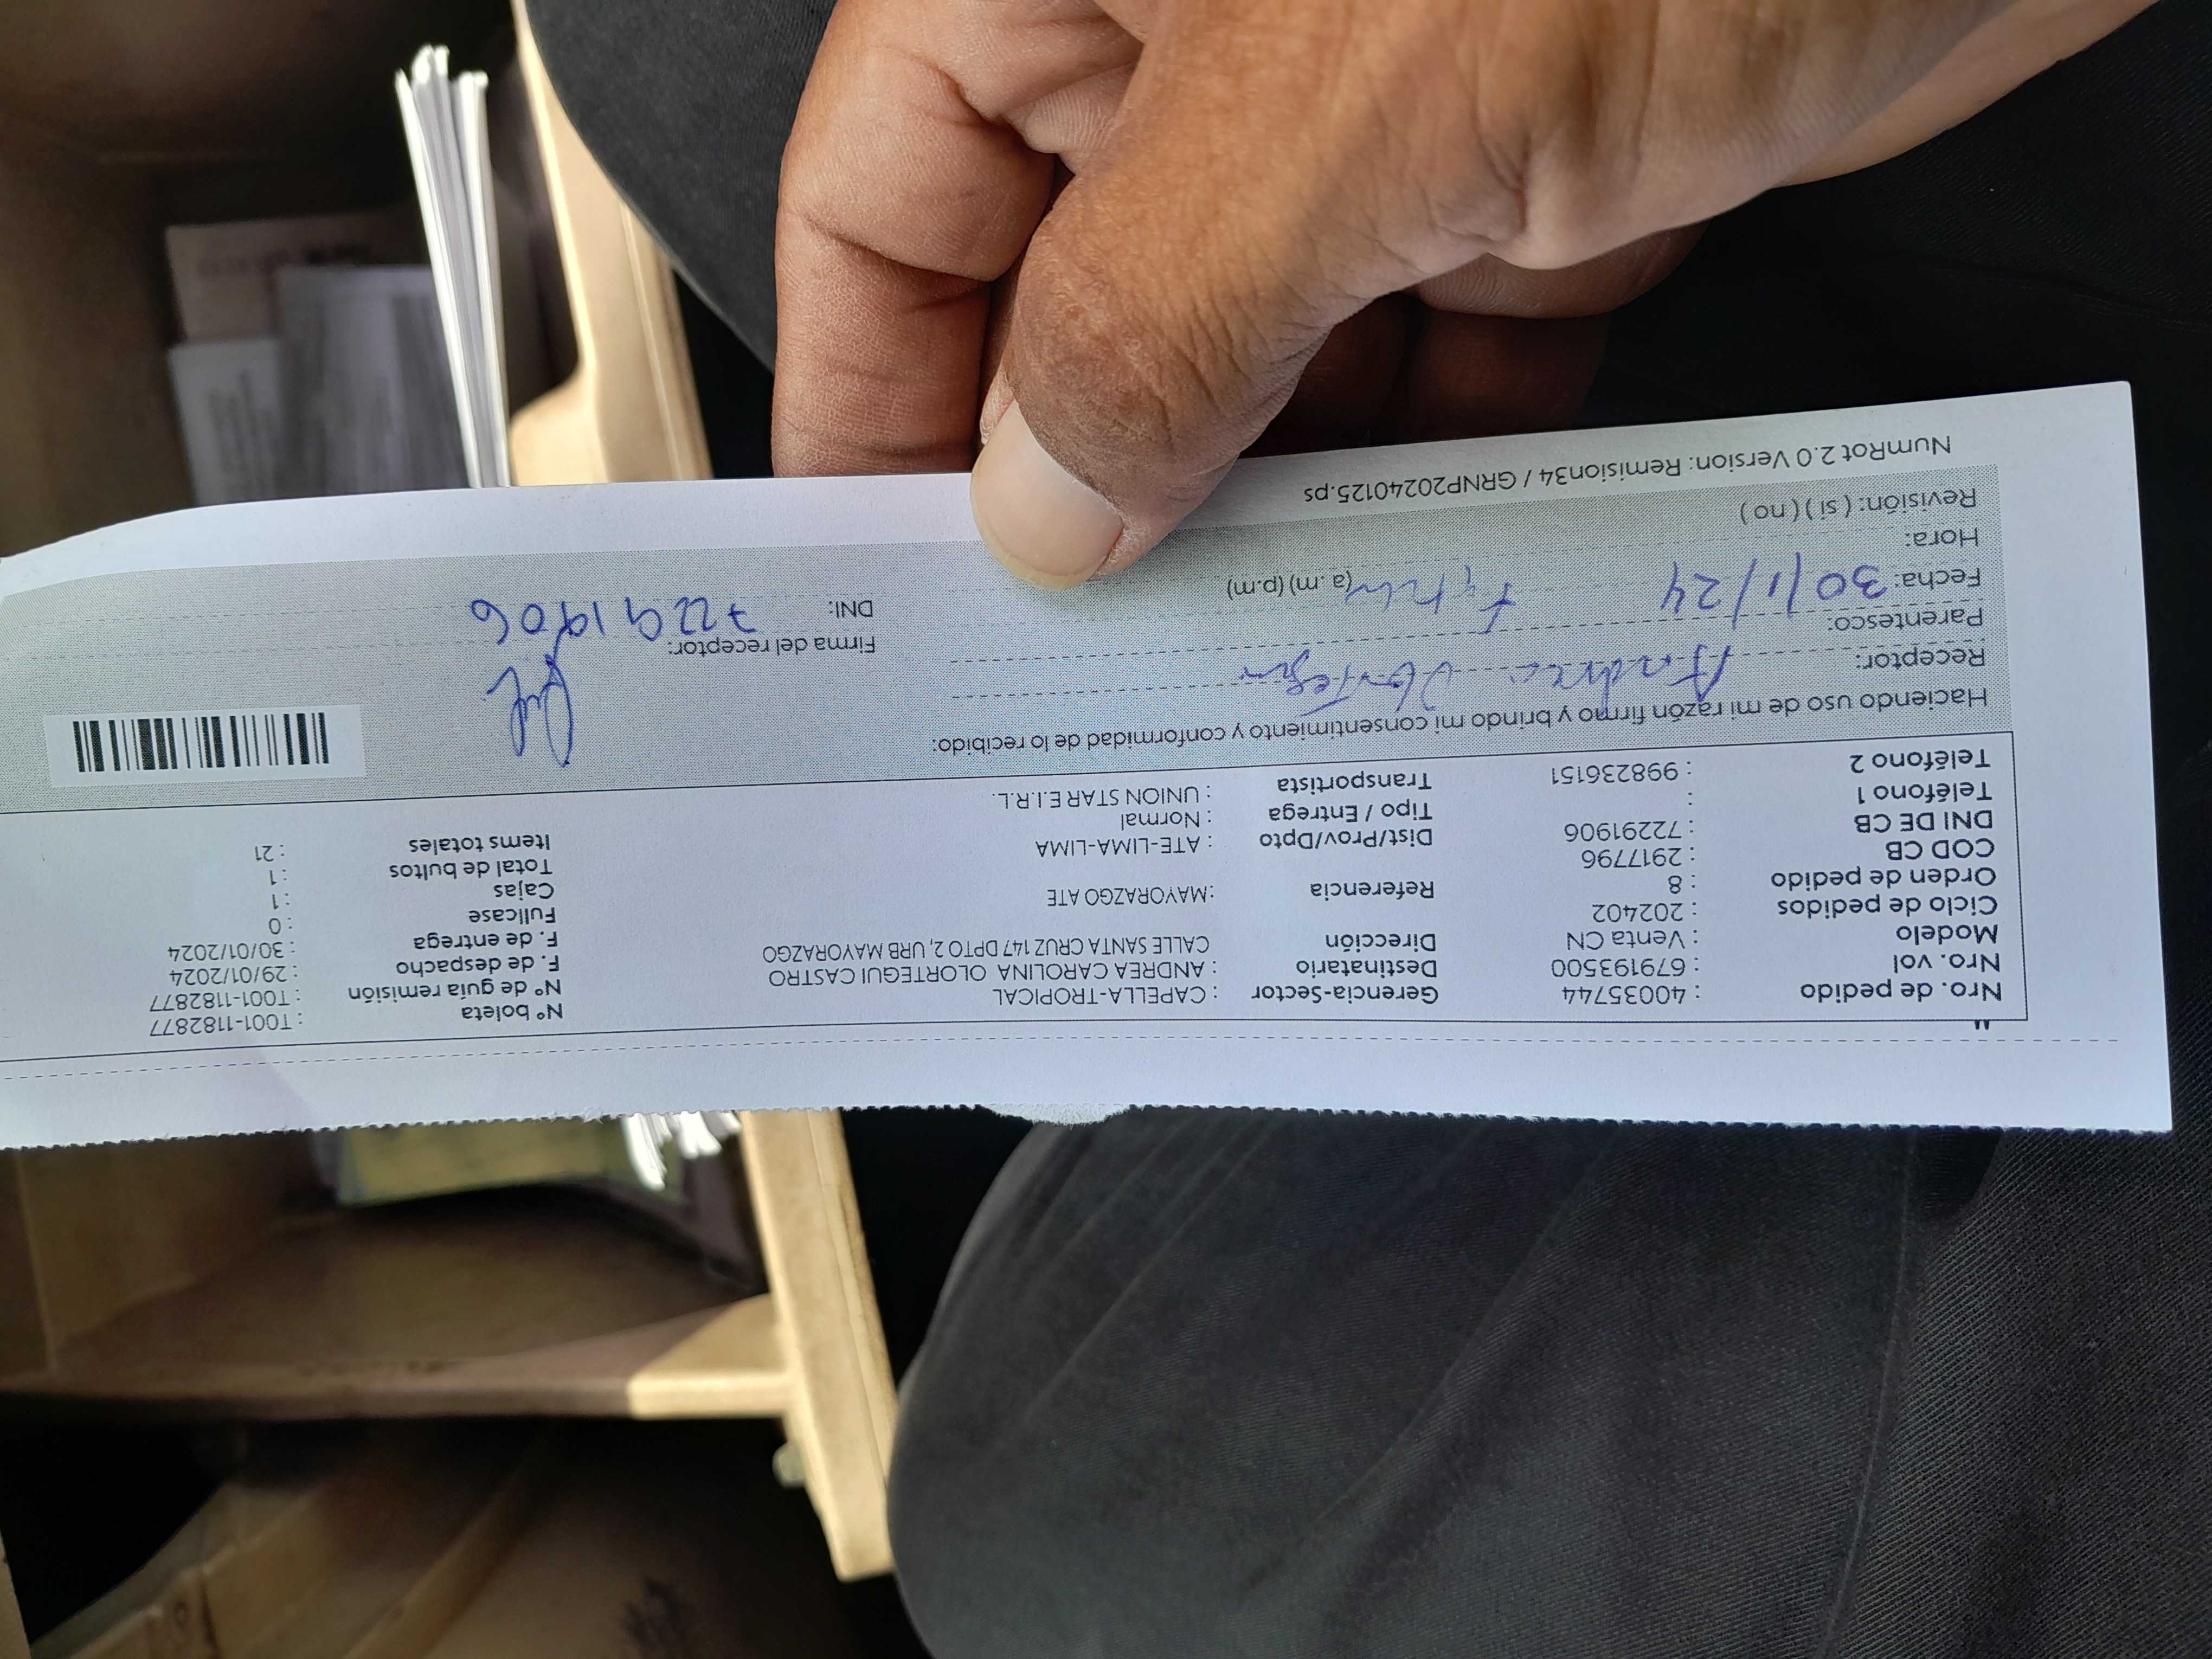 Nro. de pedido : 40035744 Gerencia-Sector : CAPELLA-TROPICAL N° boleta : T001-1182877
Nro. vol : 679193500 Destinatario : ANDREA CAROLINA OLORTEGUI CASTRO N° de guía remisión : T001-1182877
Modelo : Venta CN Dirección CALLE SANTA CRUZ 147 DPTO 2, URB MAYORAZGO F. de despacho : 29/01/2024
Ciclo de pedidos : 202402 F. de entrega : 30/01/2024
Orden de pedido : 8 Referencia :MAYORAZGO ATE Fullcase : 0
COD CB : 2917796 Cajas : 1
DNI DE CB : 72291906 Dist/Prov/Dpto : ATE-LIMA-LIMA Total de bultos : 1
Teléfono 1 : Tipo / Entrega : Normal Items totales : 21
Teléfono 2 : 998236151 Transportista : UNION STAR E.I.R.L.
Haciendo uso de mi razón firmo y brindo mi consentimiento y conformidad de lo recibido:
Receptor: Andrea
Parentesco:
Firma del receptor:
Fecha: 30/1/24
DNI: 72291906
Hora: (a. m) (p.m)
Revisión: ( sí ) ( no )
NumRot 2.0 Version: Remision34 / GRNP20240125.ps